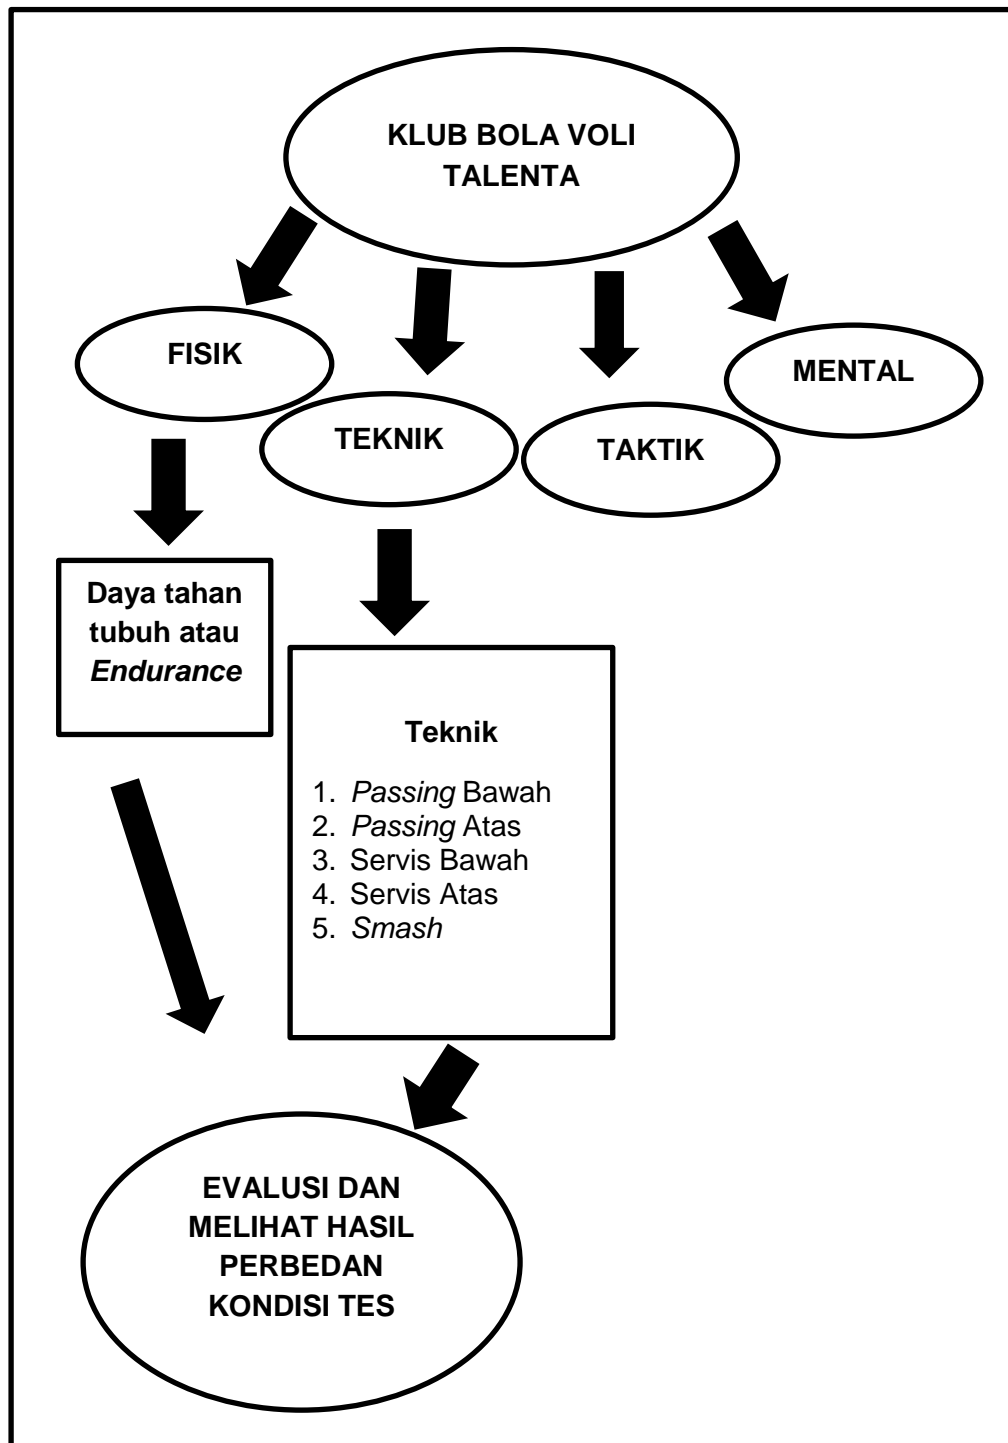 KLUB BOLA VOLI
TALENTA
FISIK
TEKNIK
TAKTIK
MENTAL
Daya tahan
tubuh atau
Endurance
Teknik
1. Passing Bawah
2. Passing Atas
3. Servis Bawah
4. Servis Atas
5. Smash
EVALUSI DAN
MELIHAT HASIL
PERBEDAN
KONDISI TES